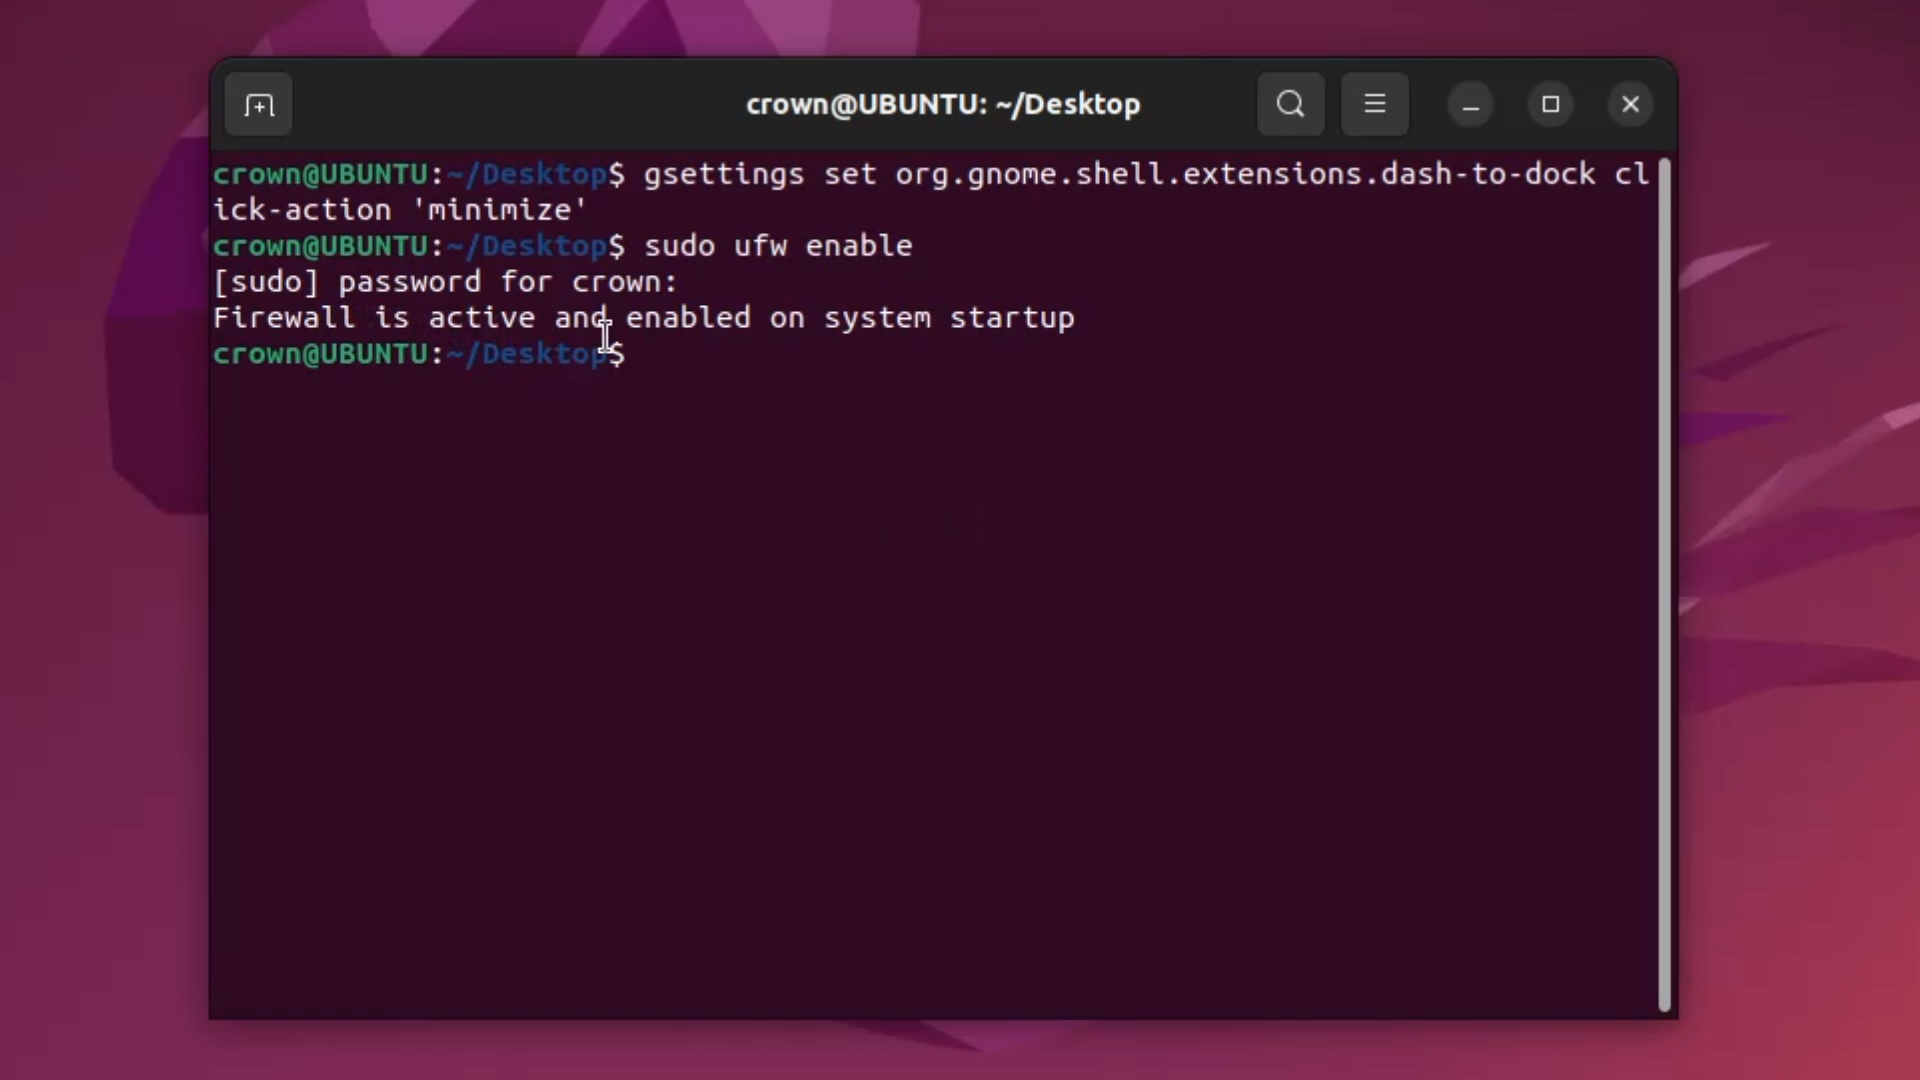 crown@UBUNTU: ~/Desktop
crown@UBUNTU:~/Desktop$ gsettings set org.gnome.shell.extensions.dash-to-dock cl
ick-action 'minimize'
crown@UBUNTU:~/Desktop$ sudo ufw enable
[sudo] password for crown:
Firewall is active and enabled on system startup
crown@UBUNTU:~/Desktop$